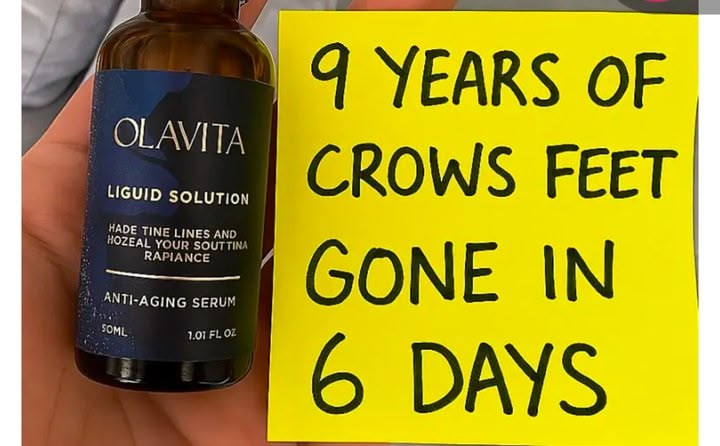 OLAVITA
LIGUID SOLUTION
HADE TINE LINES AND
HOZEAL YOUR SOUTTINA
RAPIANCE
ANTI-AGING SERUM
50ML
1.01 FL OZ
9 YEARS OF
CROWS FEET
GONE IN
6 DAYS